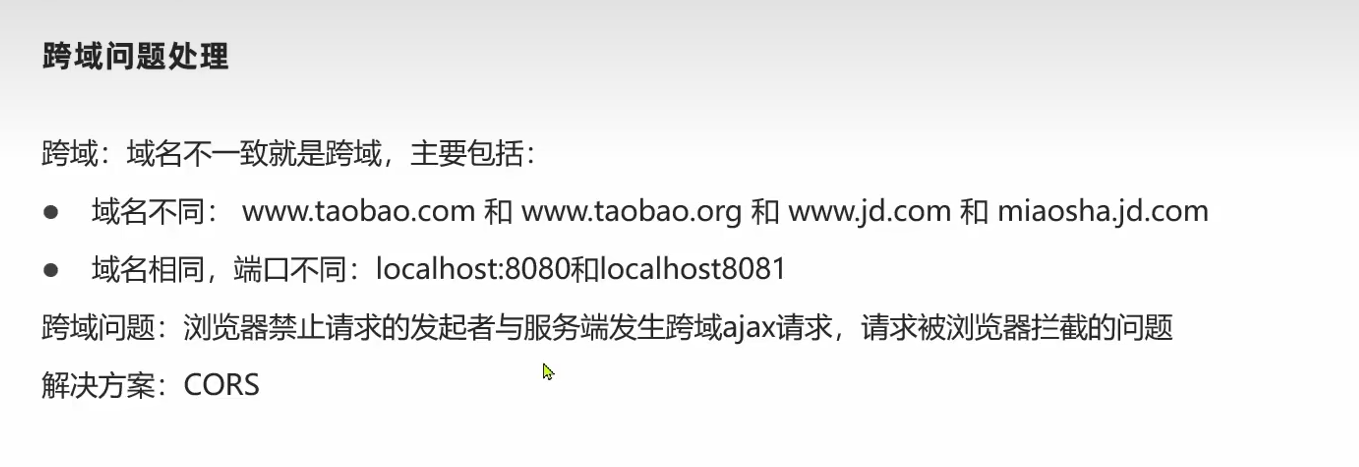 跨域问题处理
跨域：域名不一致就是跨域，主要包括：
● 域名不同： www.taobao.com 和 www.taobao.org 和 www.jd.com 和 miaosha.jd.com
● 域名相同，端口不同：localhost:8080和localhost8081
跨域问题：浏览器禁止请求的发起者与服务端发生跨域ajax请求，请求被浏览器拦截的问题
解决方案：CORS